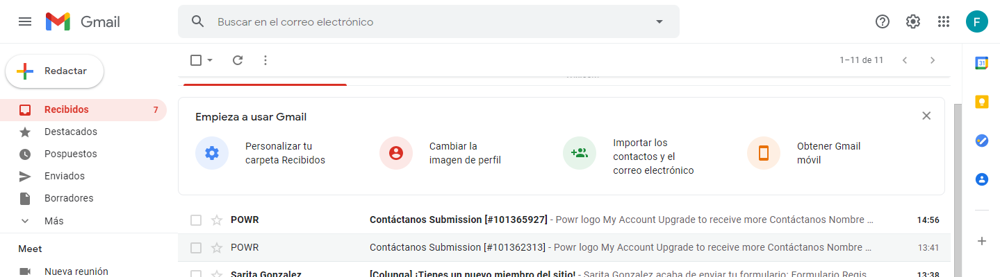 Gmail
Buscar en el correo electrónico
F
Redactar
1–11 de 11
31
Recibidos 7
Destacados
Pospuestos
Enviados
Borradores
Más
Meet
Nueva reunión
Empieza a usar Gmail
Personalizar tu
carpeta Recibidos
Cambiar la
imagen de perfil
Importar los
contactos y el
correo electrónico
Obtener Gmail
móvil
POWR Contáctanos Submission [#101365927] - Powr logo My Account Upgrade to receive more Contáctanos Nombre ... 14:56
POWR Contáctanos Submission [#101362313] - Powr logo My Account Upgrade to receive more Contáctanos Nombre ... 13:41
Sarita Gonzalez [Colunga] ¡Tienes un nuevo miembro del sitio! - Sarita Gonzalez acaba de enviar tu formulario: Formulario Regis 13:38